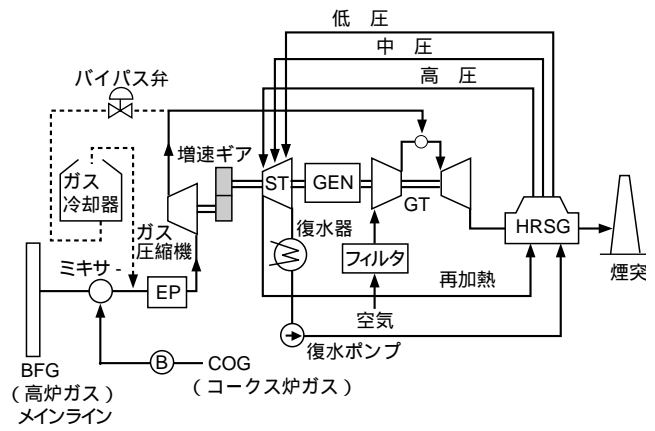 低 圧
中 圧
高 圧
バイパス弁
増速ギア
ガス
冷却器
ST
GEN
GT
HRSG
ガス
圧縮機
復水器
フィルタ
ミキサ -
EP
再加熱
煙突
空気
復水ポンプ
B
COG
(コークス炉ガス)
BFG
(高炉ガス)
メインライン